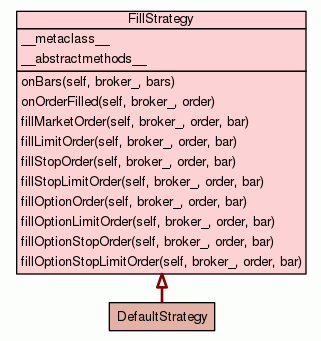 FillStrategy
__metaclass__
__abstractmethods__
onBars(self, broker_, bars)
onOrderFilled(self, broker_, order)
fillMarketOrder(self, broker_, order, bar)
fillLimitOrder(self, broker_, order, bar)
fillStopOrder(self, broker_, order, bar)
fillStopLimitOrder(self, broker_, order, bar)
fillOptionOrder(self, broker_, order, bar)
fillOptionLimitOrder(self, broker_, order, bar)
fillOptionStopOrder(self, broker_, order, bar)
fillOptionStopLimitOrder(self, broker_, order, bar)
DefaultStrategy